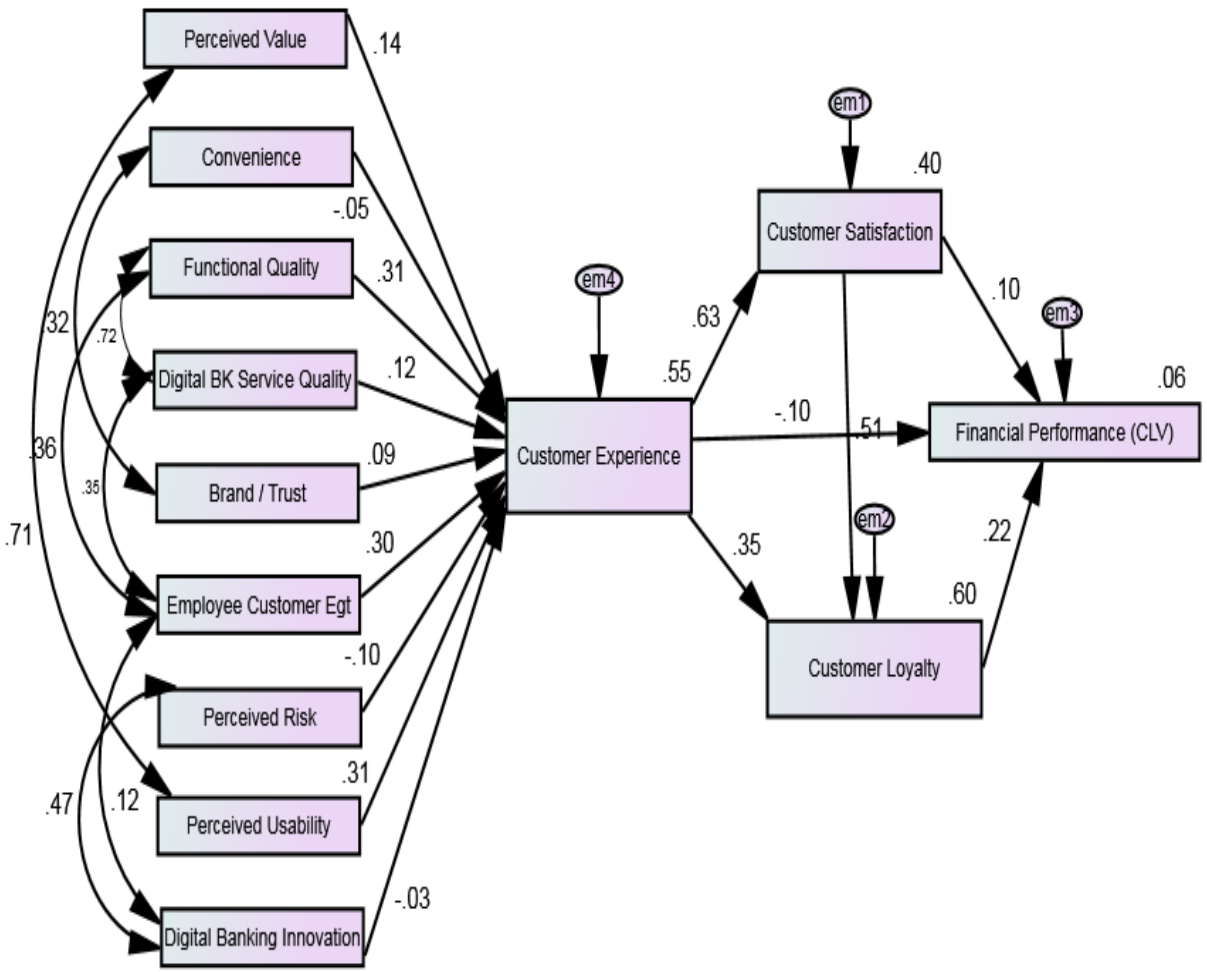 Perceived Value
.14
Convenience
-.05
Functional Quality
.31
.32
.72
Digital BK Service Quality
.12
.36
.35
Brand / Trust
.09
.71
Employee Customer Egt
.30
Perceived Risk
-.10
Perceived Usability
.31
.47
.12
Digital Banking Innovation
-.03
em4
.55
Customer Experience
.63
em1
.40
Customer Satisfaction
.10
-.10
.51
em3
.06
Financial Performance (CLV)
.35
em2
.22
.60
Customer Loyalty